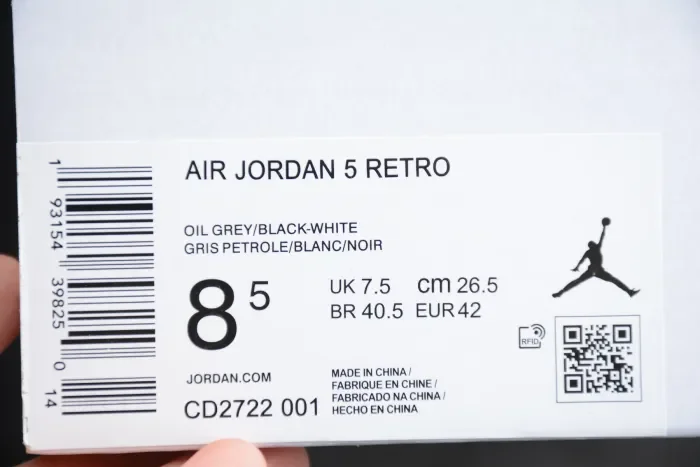 AIR JORDAN 5 RETRO
OIL GREY/BLACK-WHITE
GRIS PETROLE/BLANC/NOIR
8 5
UK 7.5 cm 26.5
BR 40.5 EUR 42
JORDAN.COM
CD2722 001
MADE IN CHINA /
FABRIQUE EN CHINE /
FABRICADO NA CHINA /
HECHO EN CHINA
RFID
1 93154 39825 0 14